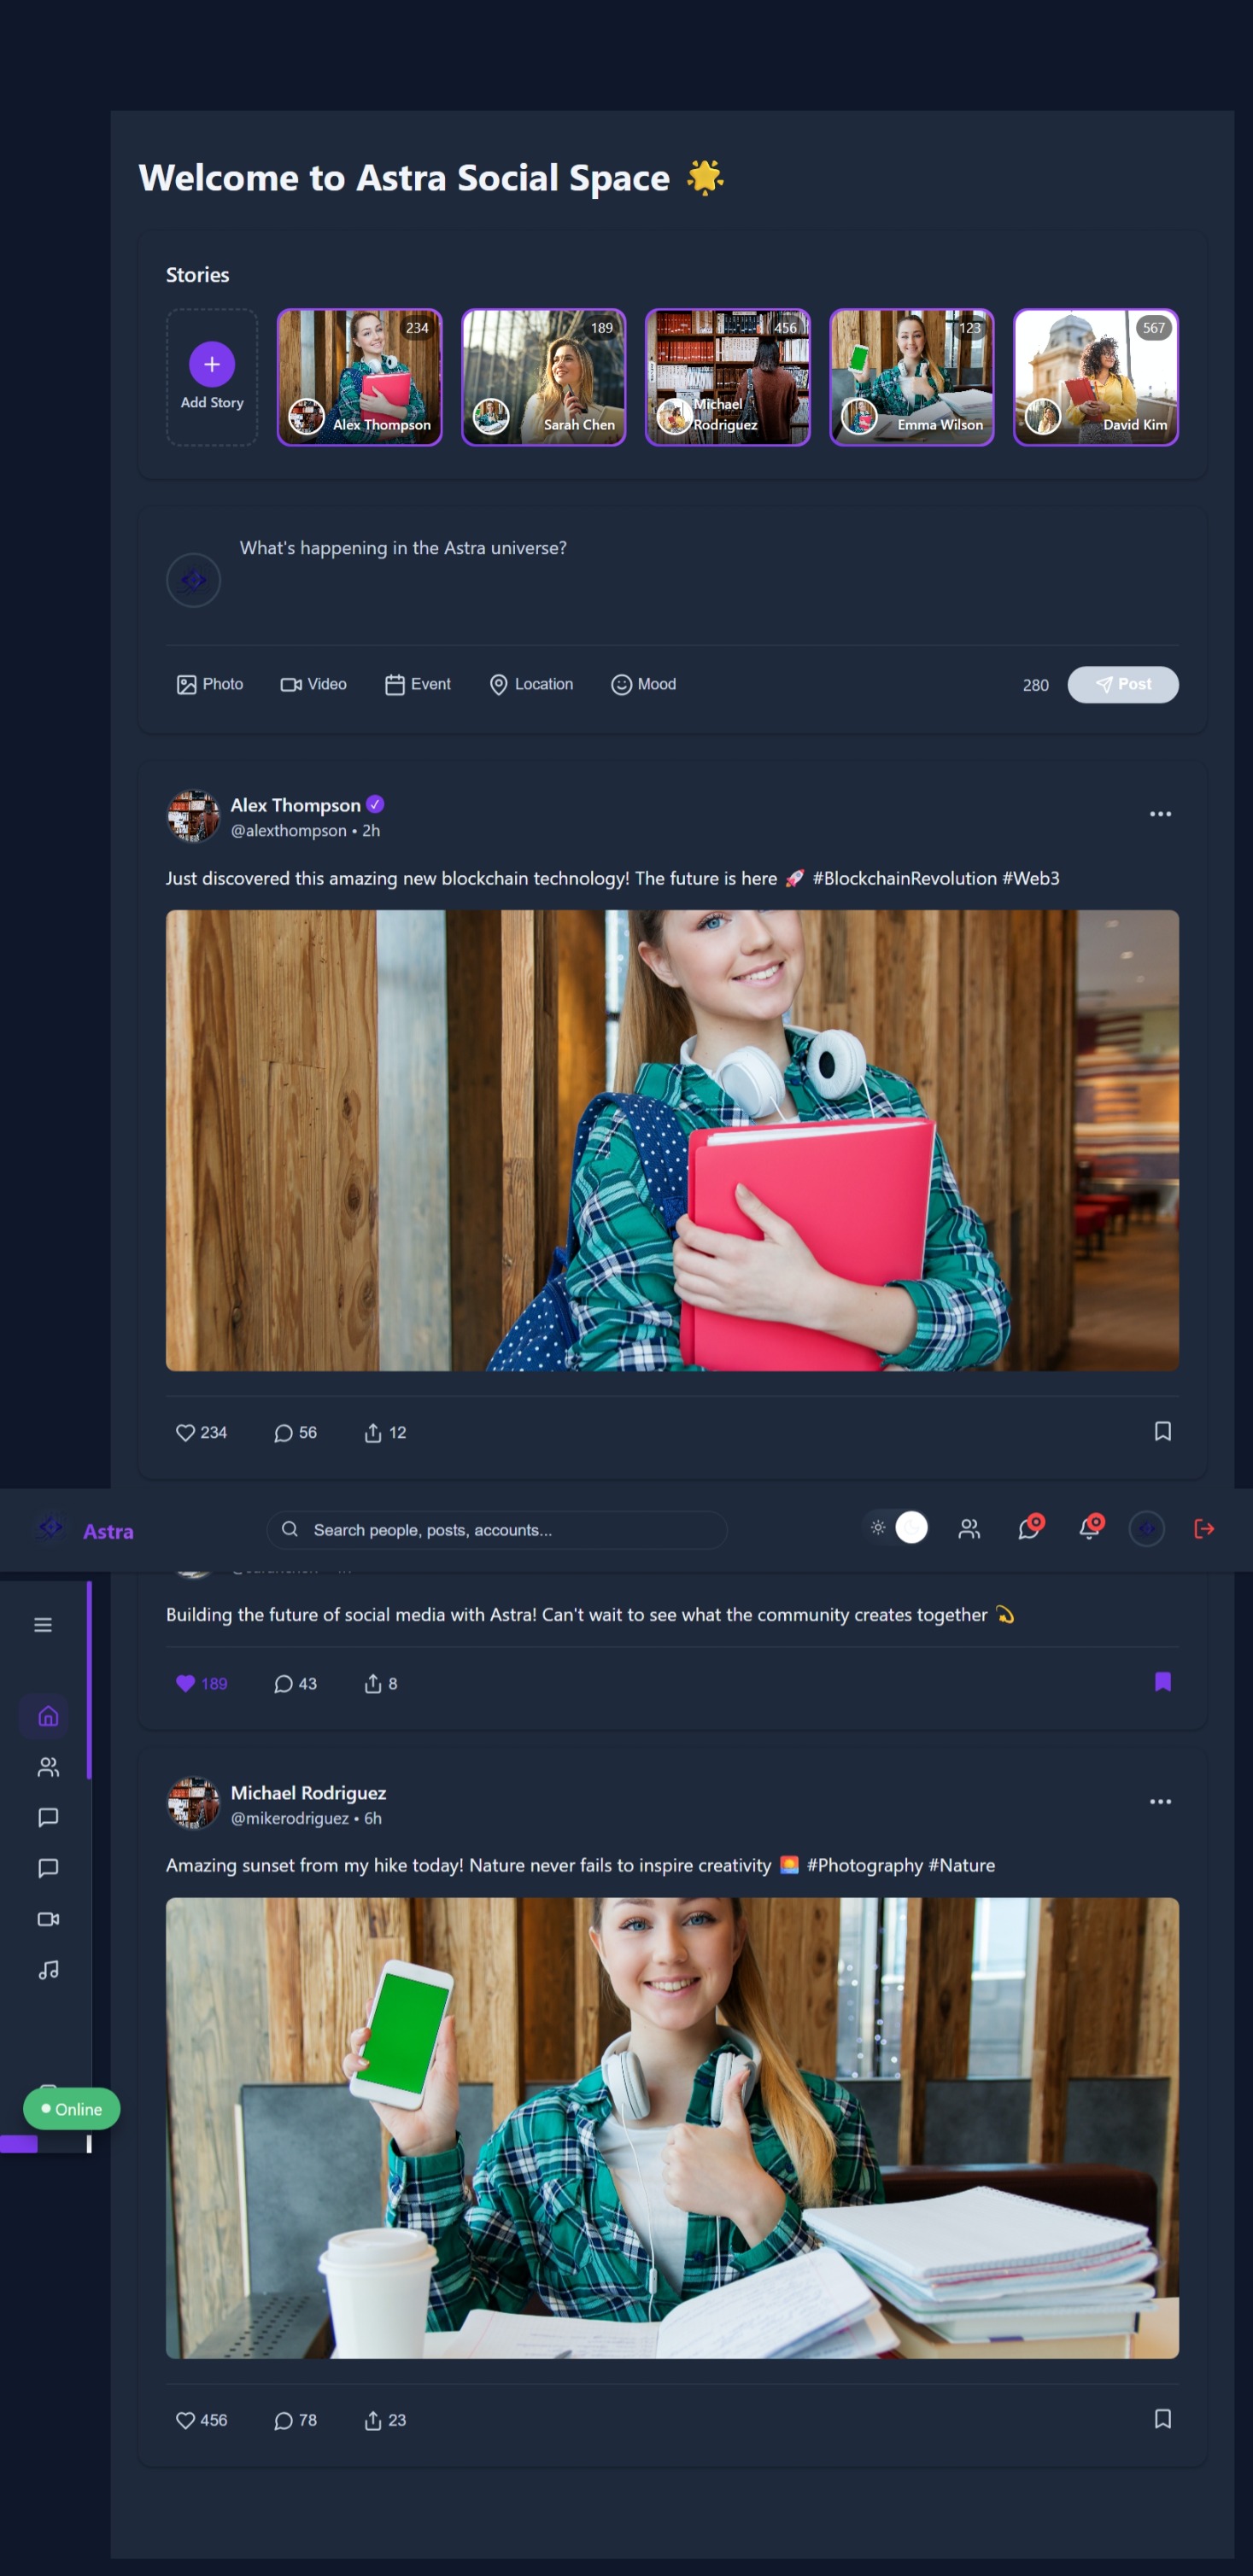 Welcome to Astra Social Space 🌟
Stories
Add Story
234
Alex Thompson
189
Sarah Chen
456
Michael
Rodriguez
123
Emma Wilson
567
David Kim
What's happening in the Astra universe?
Photo Video Event Location Mood 280 Post
Alex Thompson
@alexthompson • 2h
Just discovered this amazing new blockchain technology! The future is here 🚀 #BlockchainRevolution #Web3
234 56 12
Astra
Search people, posts, accounts...
Building the future of social media with Astra! Can't wait to see what the community creates together 💫
189 43 8
Michael Rodriguez
@mikerodriguez • 6h
Amazing sunset from my hike today! Nature never fails to inspire creativity 🌅 #Photography #Nature
Online
456 78 23